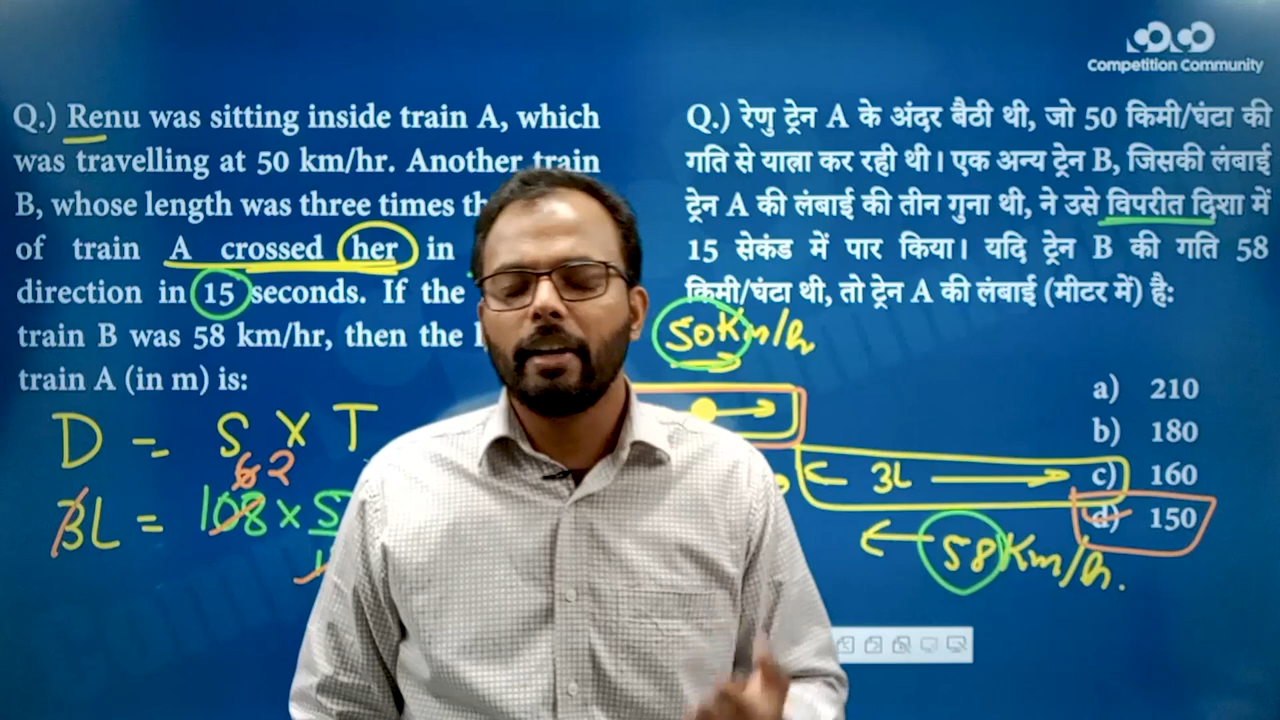 Competition Community
Q.) Renu was sitting inside train A, which
was travelling at 50 km/hr. Another train
B, whose length was three times
of train A crossed her in
direction in 15 seconds. If the
train B was 58 km/hr, then the
train A (in m) is:
D = S X T
62
3L = 108 ×
Q.) रेणु ट्रेन A के अंदर बैठी थी, जो 50 किमी/घंटा की
गति से यात्रा कर रही थी। एक अन्य ट्रेन B, जिसकी लंबाई
ट्रेन A की लंबाई की तीन गुना थी, ने उसे विपरीत दिशा में
15 सेकंड में पार किया। यदि ट्रेन B की गति 58
किमी/घंटा थी, तो ट्रेन A की लंबाई (मीटर में) है:
50Km/h
3L
58Km/h.
a) 210
b) 180
c) 160
d) 150